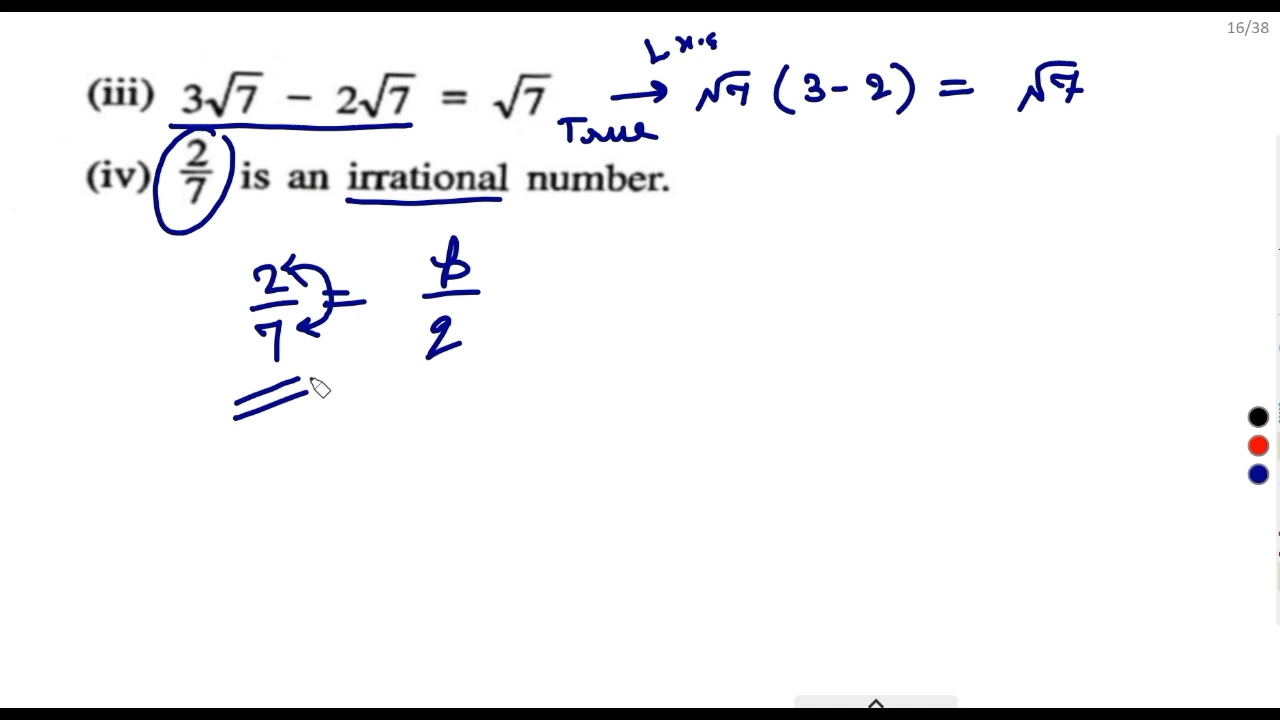 16/38
L.H.S
(iii) 3√7 − 2√7 = √7 → √7 (3-2) = √7
True
(iv) 2/7 is an irrational number.
2/7 = p/q